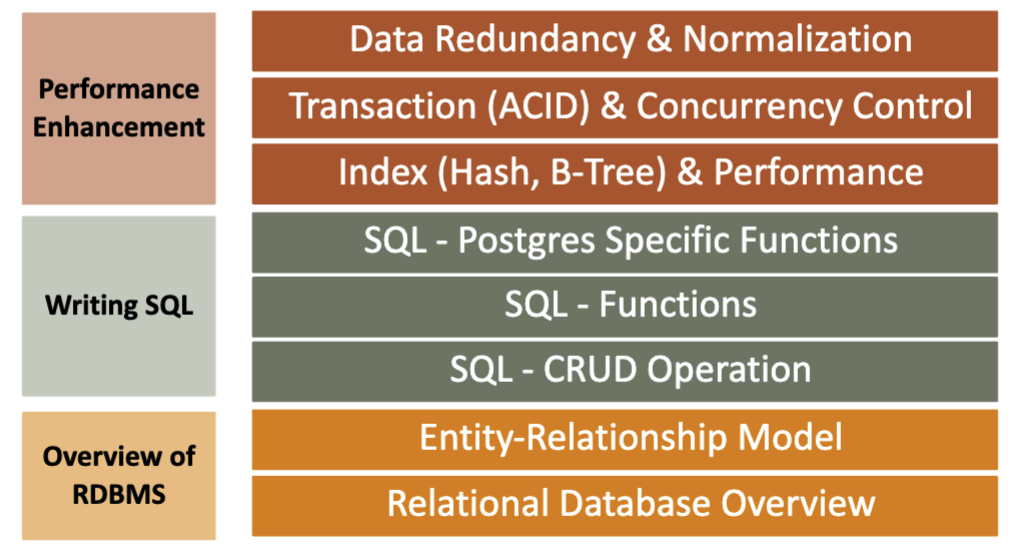 Performance
Enhancement
Data Redundancy & Normalization
Transaction (ACID) & Concurrency Control
Index (Hash, B-Tree) & Performance
Writing SQL
SQL - Postgres Specific Functions
SQL - Functions
SQL - CRUD Operation
Overview of
RDBMS
Entity-Relationship Model
Relational Database Overview